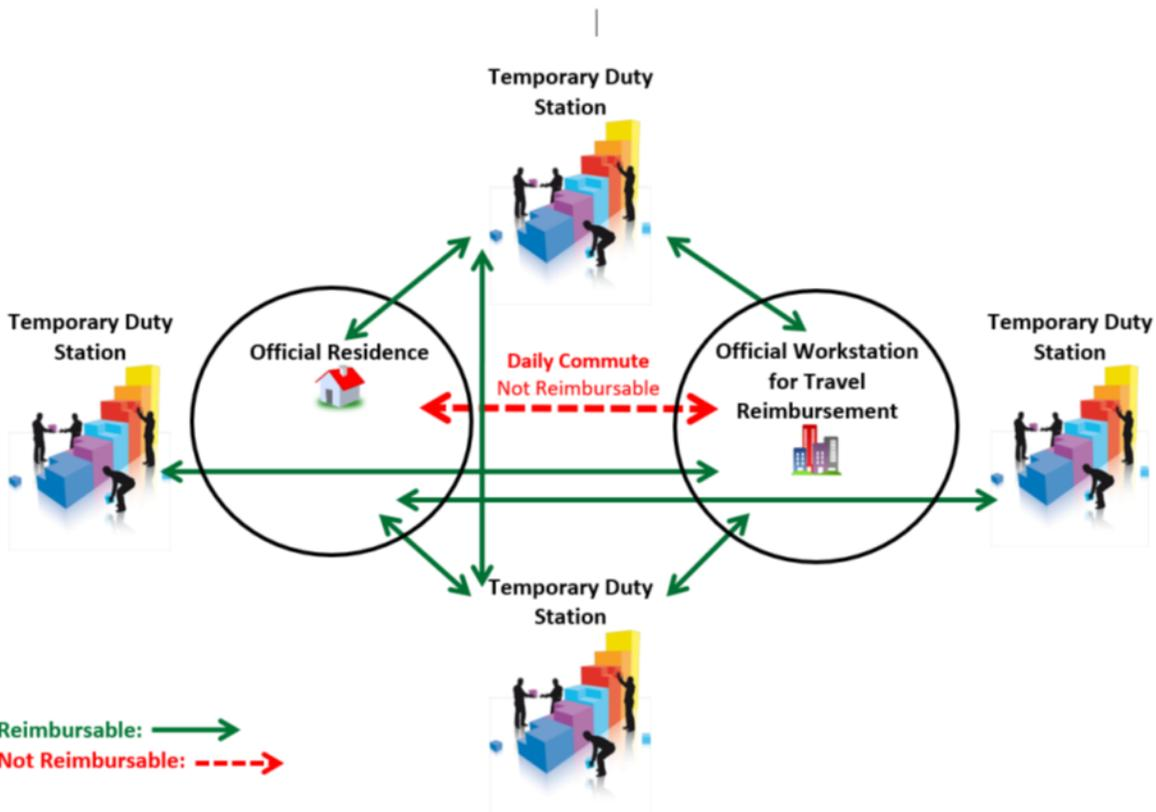 Temporary Duty
Station
Temporary Duty
Station
Official Residence
Daily Commute
Not Reimbursable
Official Workstation
for Travel
Reimbursement
Temporary Duty
Station
Temporary Duty
Station
Reimbursable:
Not Reimbursable: